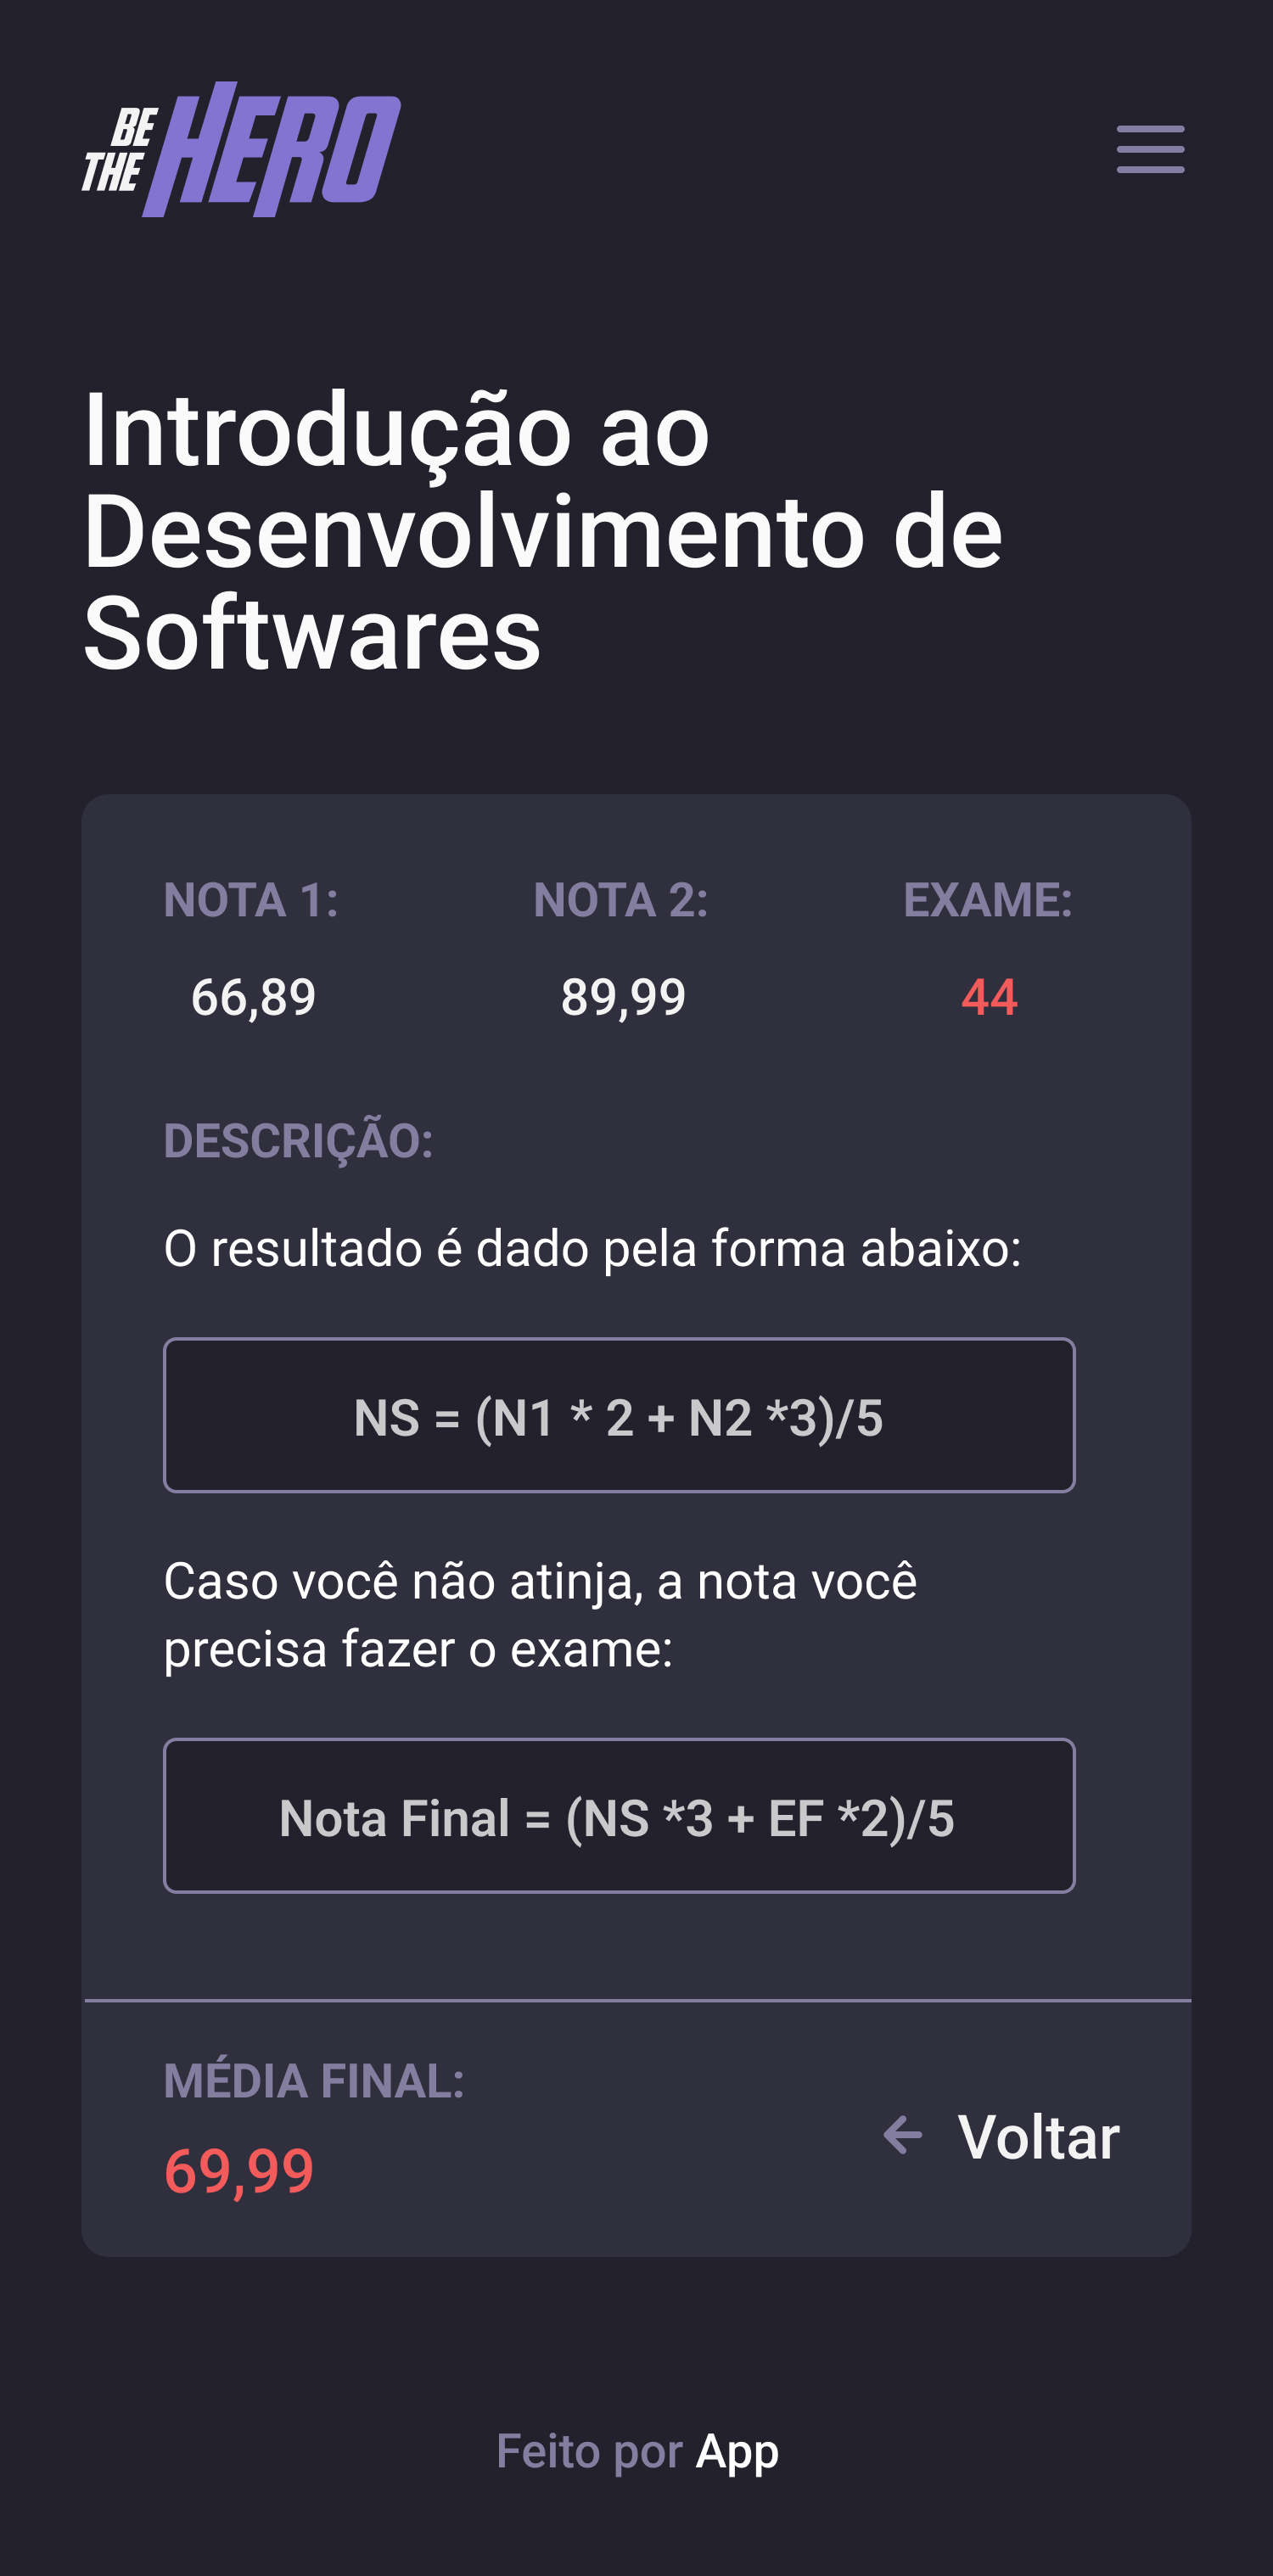 BE
THE HERO
Introdução ao
Desenvolvimento de
Softwares
NOTA 1: NOTA 2: EXAME:
66,89 89,99 44
DESCRIÇÃO:
O resultado é dado pela forma abaixo:
NS = (N1 * 2 + N2 *3)/5
Caso você não atinja, a nota você
precisa fazer o exame:
Nota Final = (NS *3 + EF *2)/5
MÉDIA FINAL:
69,99
Voltar
Feito por App